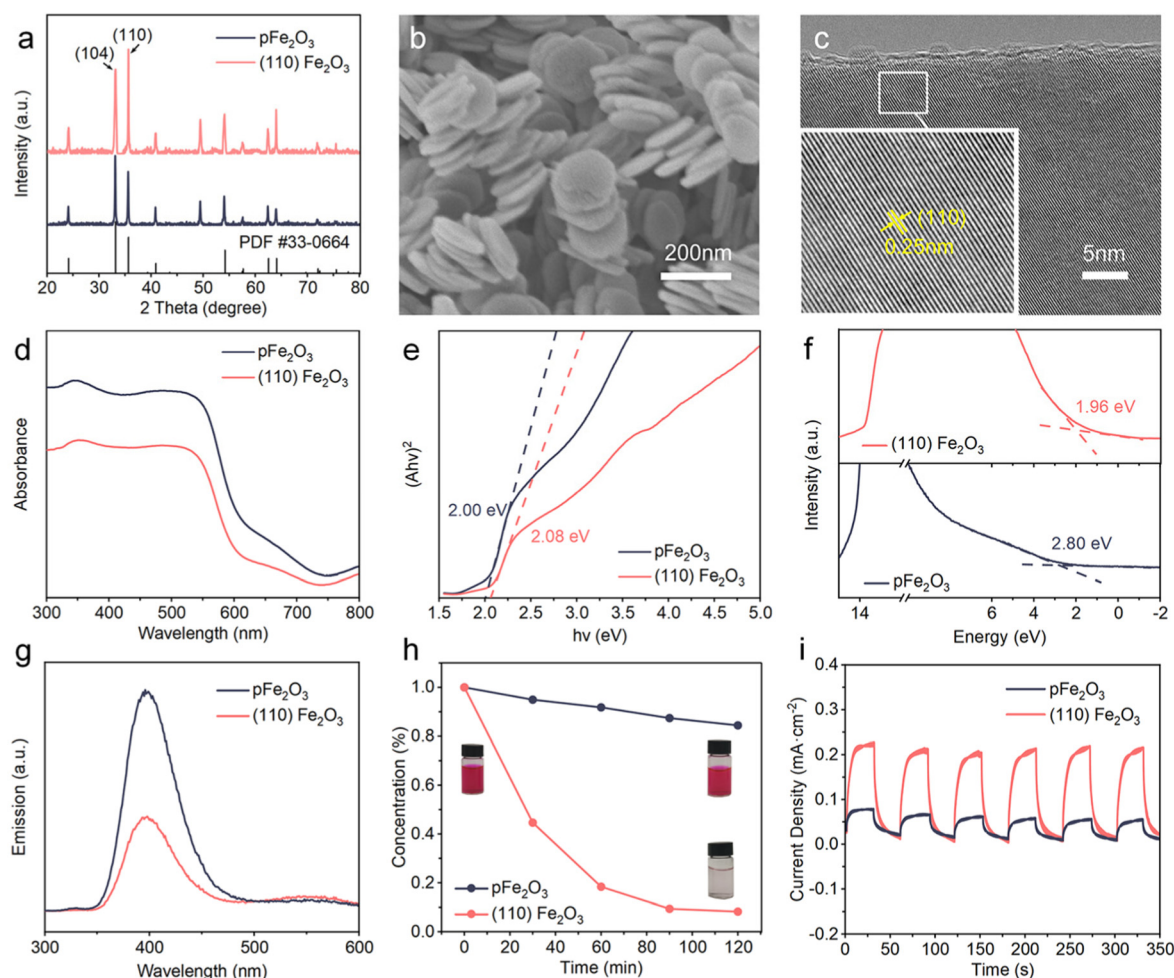 a
(104)
(110)
pFe₂O₃
(110) Fe₂O₃
PDF #33-0664
Intensity (a.u.)
20 30 40 50 60 70 80
2 Theta (degree)
b
200nm
c
(110)
0.25nm
5nm
d
pFe₂O₃
(110) Fe₂O₃
Absorbance
300 400 500 600 700 800
Wavelength (nm)
e
(Ahv)²
2.00 eV
2.08 eV
pFe₂O₃
(110) Fe₂O₃
1.5 2.0 2.5 3.0 3.5 4.0 4.5 5.0
hv (eV)
f
1.96 eV
(110) Fe₂O₃
Intensity (a.u.)
2.80 eV
pFe₂O₃
14 6 4 2 0 -2
Energy (eV)
g
pFe₂O₃
(110) Fe₂O₃
Emission (a.u.)
300 400 500 600
Wavelength (nm)
h
Concentration (%)
1.0
0.8
0.6
0.4
0.2
0.0
pFe₂O₃
(110) Fe₂O₃
0 20 40 60 80 100 120
Time (min)
i
Current Density (mA·cm⁻²)
0.4
0.3
0.2
0.1
0.0
-0.1
-0.2
pFe₂O₃
(110) Fe₂O₃
0 50 100 150 200 250 300 350
Time (s)